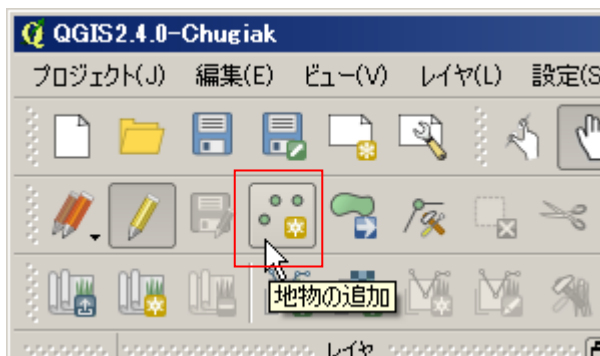 QGIS2.4.0-Chugiak
プロジェクト(J) 編集(E) ビュー(V) レイヤ(L) 設定(S
地物の追加
レイヤ